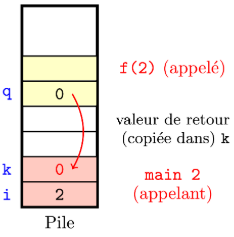 f(2) (appelé)
q 0
valeur de retour
(copiée dans) k
k 0
main 2
i 2
(appelant)
Pile